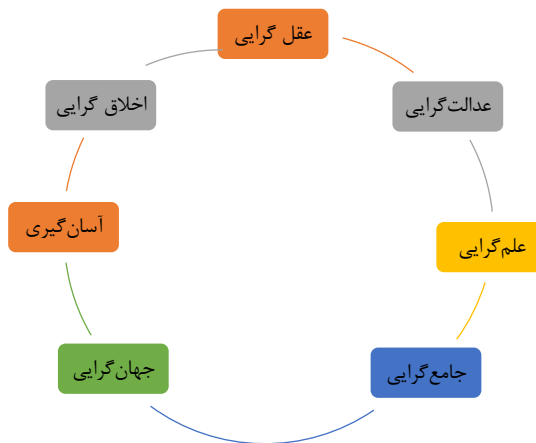 عقل گرایی
عدالت‌گرایی
اخلاق گرایی
آسان‌گیری
علم‌گرایی
جامع‌گرایی
جهان‌گرایی